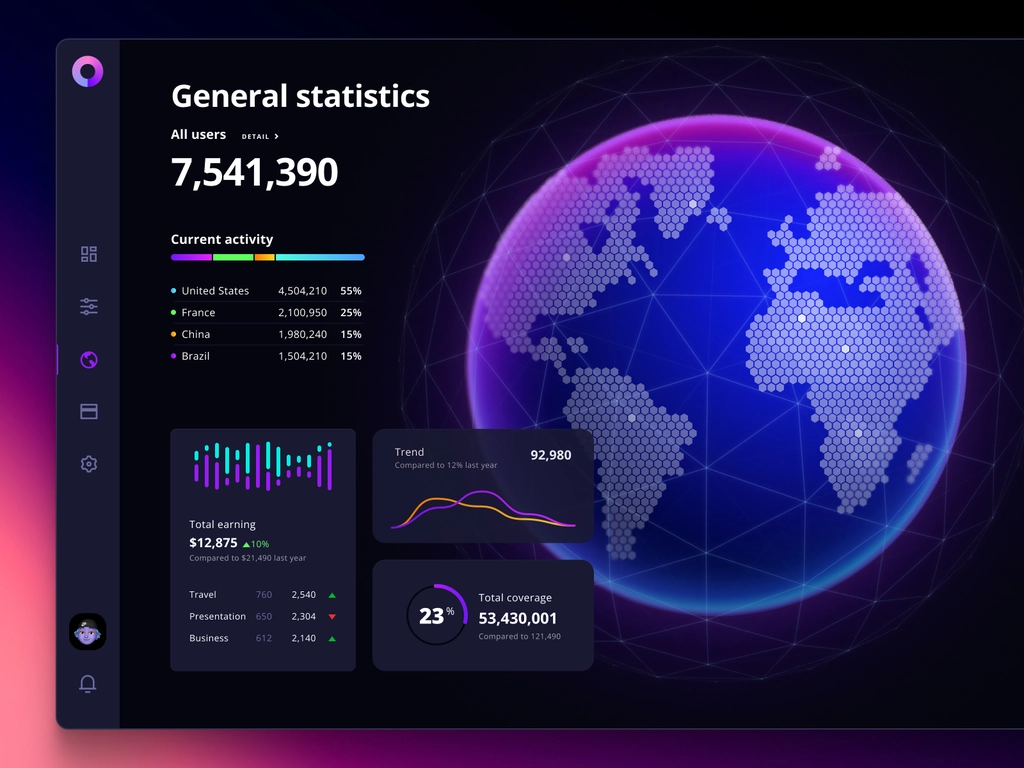 General statistics
All users DETAIL >
7,541,390
Current activity
United States 4,504,210 55%
France 2,100,950 25%
China 1,980,240 15%
Brazil 1,504,210 15%
Total earning
$12,875 ▲10%
Compared to $21,490 last year
Travel 760 2,540 ▲
Presentation 650 2,304 ▼
Business 612 2,140 ▲
Trend 92,980
Compared to 12% last year
23%
Total coverage
53,430,001
Compared to 121,490